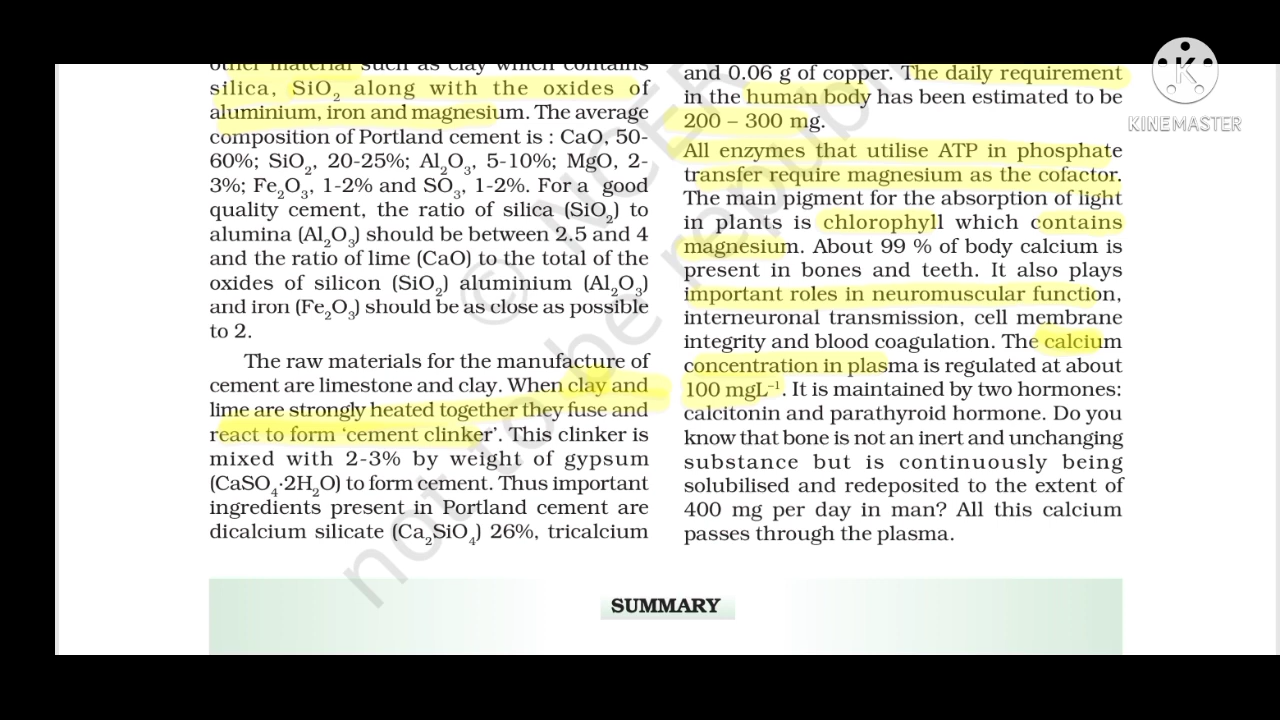 other material such as clay which contains
silica, SiO₂ along with the oxides of
aluminium, iron and magnesium. The average
composition of Portland cement is : CaO, 50-
60%; SiO₂, 20-25%; Al₂O₃, 5-10%; MgO, 2-
3%; Fe₂O₃, 1-2% and SO₃, 1-2%. For a good
quality cement, the ratio of silica (SiO₂) to
alumina (Al₂O₃) should be between 2.5 and 4
and the ratio of lime (CaO) to the total of the
oxides of silicon (SiO₂) aluminium (Al₂O₃)
and iron (Fe₂O₃) should be as close as possible
to 2.
The raw materials for the manufacture of
cement are limestone and clay. When clay and
lime are strongly heated together they fuse and
react to form ‘cement clinker’. This clinker is
mixed with 2-3% by weight of gypsum
(CaSO₄·2H₂O) to form cement. Thus important
ingredients present in Portland cement are
dicalcium silicate (Ca₂SiO₄) 26%, tricalcium
and 0.06 g of copper. The daily requirement
in the human body has been estimated to be
200 – 300 mg.
All enzymes that utilise ATP in phosphate
transfer require magnesium as the cofactor.
The main pigment for the absorption of light
in plants is chlorophyll which contains
magnesium. About 99 % of body calcium is
present in bones and teeth. It also plays
important roles in neuromuscular function,
interneuronal transmission, cell membrane
integrity and blood coagulation. The calcium
concentration in plasma is regulated at about
100 mgL⁻¹. It is maintained by two hormones:
calcitonin and parathyroid hormone. Do you
know that bone is not an inert and unchanging
substance but is continuously being
solubilised and redeposited to the extent of
400 mg per day in man? All this calcium
passes through the plasma.
SUMMARY
K
KINEMASTER
© NCER
not to be republi